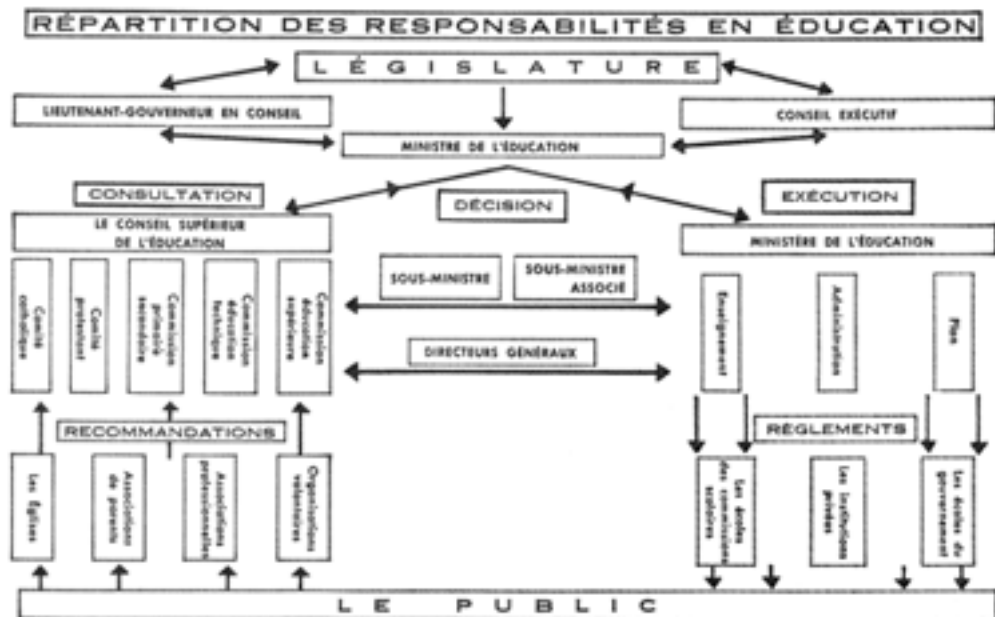 RÉPARTITION DES RESPONSABILITÉS EN ÉDUCATION
LÉGISLATURE
LIEUTENANT-GOUVERNEUR EN CONSEIL
CONSEIL EXÉCUTIF
MINISTRE DE L'ÉDUCATION
CONSULTATION
DÉCISION
EXÉCUTION
LE CONSEIL SUPÉRIEUR
DE L'ÉDUCATION
MINISTÈRE DE L'ÉDUCATION
SOUS-MINISTRE
SOUS-MINISTRE
ASSOCIÉ
Comité
catholique
Comité
protestant
Commission
primaire
secondaire
Commission
éducation
technique
Commission
éducation
supérieure
Enseignement
Administration
Plan
DIRECTEURS GÉNÉRAUX
RECOMMANDATIONS
RÈGLEMENTS
Les Églises
Associations
de parents
Associations
professionnelles
Organisations
volontaires
Les écoles
des commissions
scolaires
Les institutions
privées
Les écoles du
gouvernement
LE PUBLIC